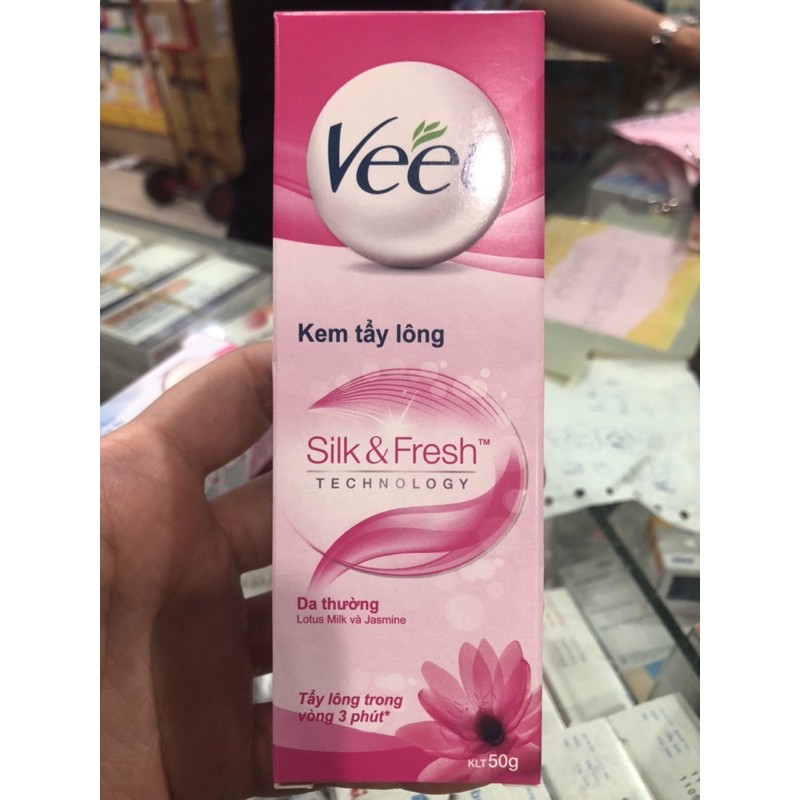 Veet
Kem tẩy lông
Silk & Fresh™
TECHNOLOGY
Da thường
Lotus Milk và Jasmine
Tẩy lông trong
vòng 3 phút*
KLT 50g